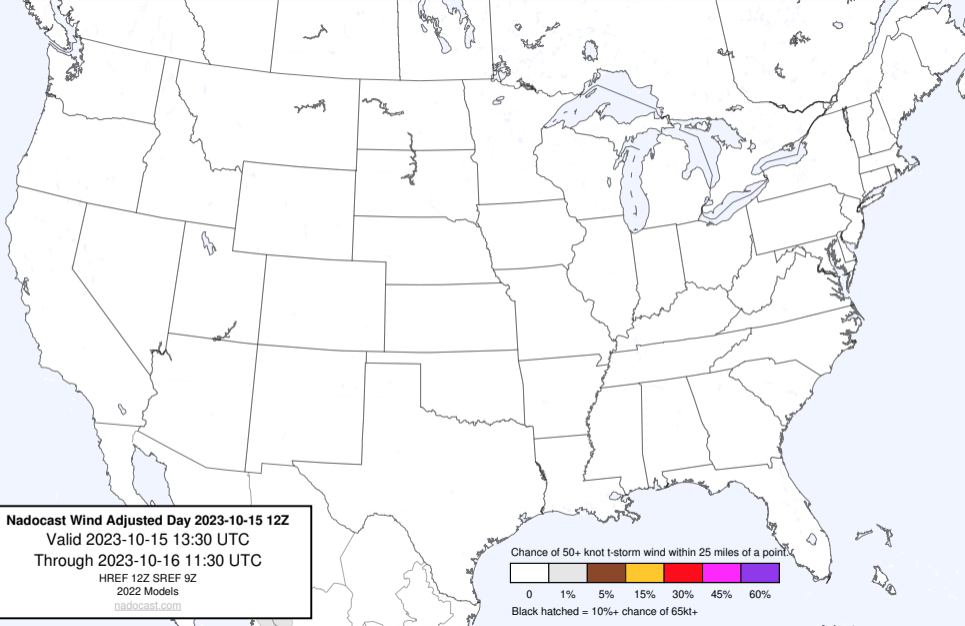 Nadocast Wind Adjusted Day 2023-10-15 12Z
Valid 2023-10-15 13:30 UTC
Through 2023-10-16 11:30 UTC
HREF 12Z SREF 9Z
2022 Models
nadocast.com
Chance of 50+ knot t-storm wind within 25 miles of a point.
0 1% 5% 15% 30% 45% 60%
Black hatched = 10%+ chance of 65kt+